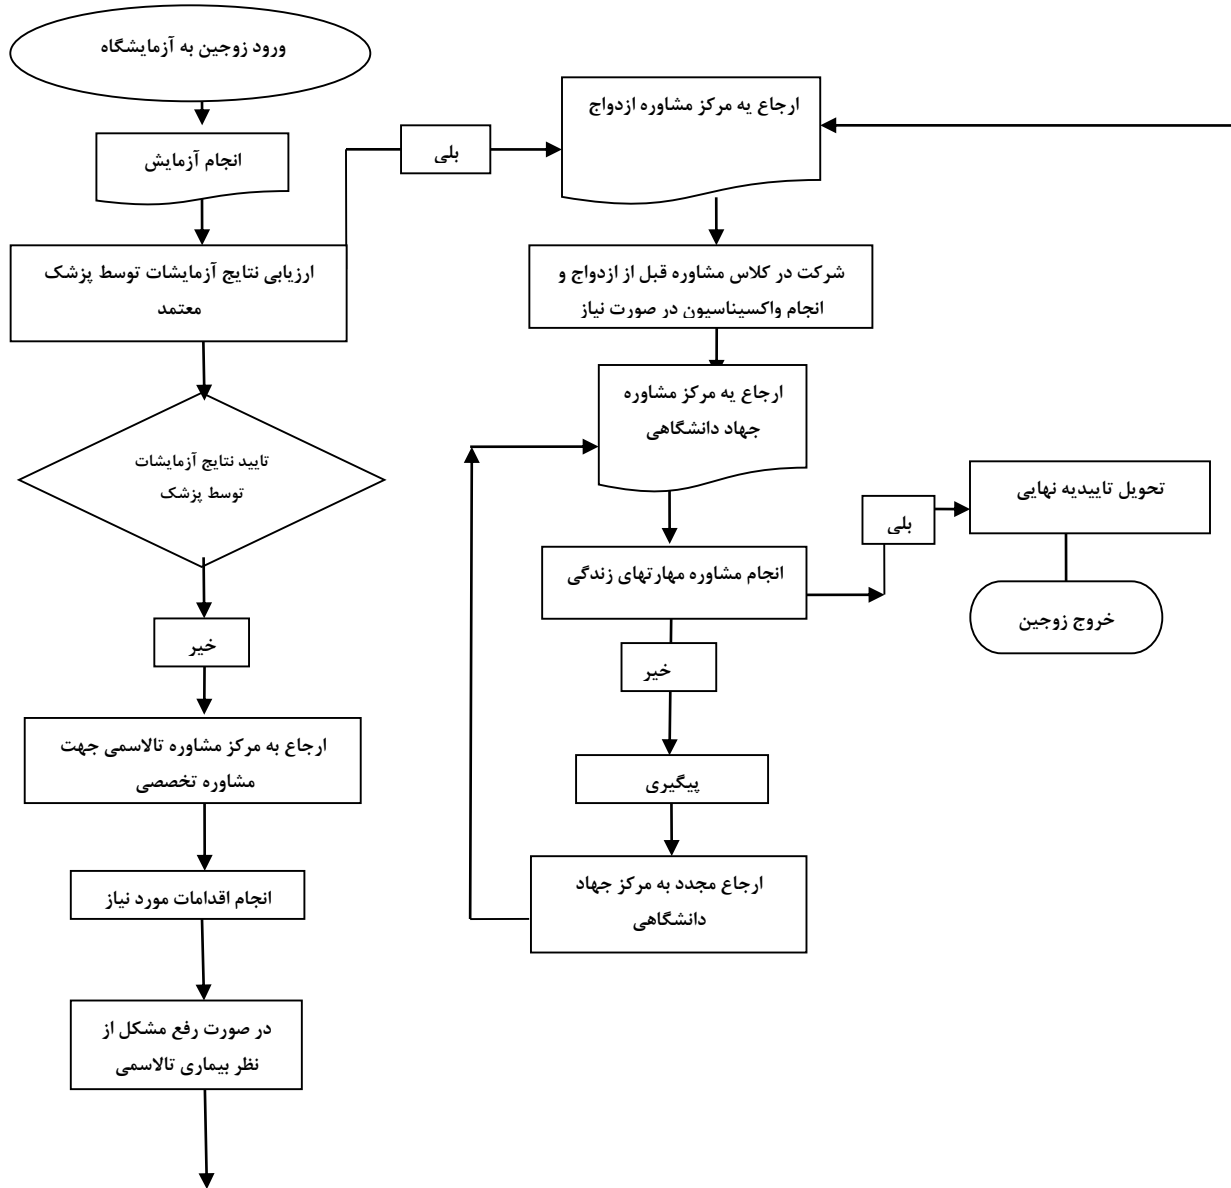 ورود زوجین به آزمایشگاه
انجام آزمایش
ارزیابی نتایج آزمایشات توسط پزشک
معتمد
تایید نتایج آزمایشات
توسط پزشک
خیر
ارجاع به مرکز مشاوره تالاسمی جهت
مشاوره تخصصی
انجام اقدامات مورد نیاز
در صورت رفع مشکل از
نظر بیماری تالاسمی
بلی
ارجاع یه مرکز مشاوره ازدواج
شرکت در کلاس مشاوره قبل از ازدواج و
انجام واکسیناسیون در صورت نیاز
ارجاع یه مرکز مشاوره
جهاد دانشگاهی
انجام مشاوره مهارتهای زندگی
خیر
پیگیری
ارجاع مجدد به مرکز جهاد
دانشگاهی
بلی
تحویل تاییدیه نهایی
خروج زوجین